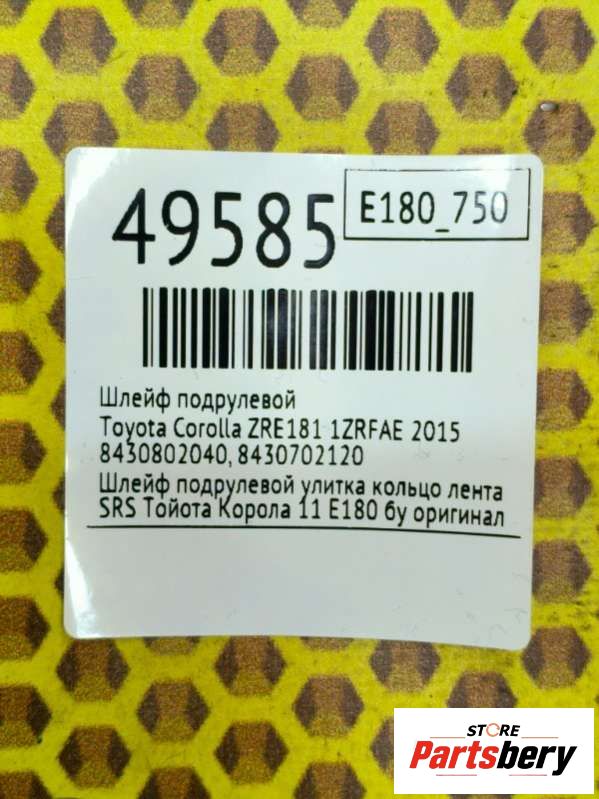 49585
E180_750
Шлейф подрулевой
Toyota Corolla ZRE181 1ZRFAE 2015
8430802040, 8430702120
Шлейф подрулевой улитка кольцо лента
SRS Тойота Корола 11 Е180 бу оригинал
STORE
Partsbery